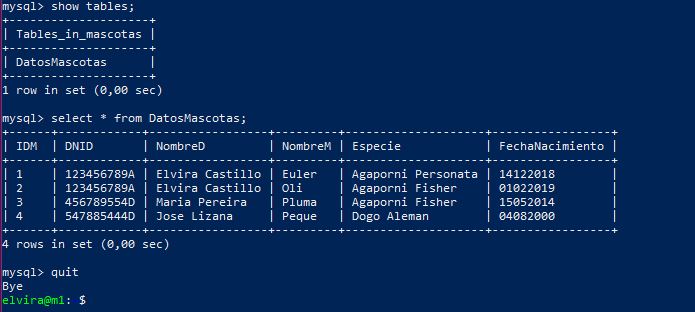 mysql> show tables;
+--------------------+
| Tables_in_mascotas |
+--------------------+
| DatosMascotas      |
+--------------------+
1 row in set (0,00 sec)
mysql> select * from DatosMascotas;
+-----+------------+-----------------+---------+--------------------+-----------------+
| IDM | DNID       | NombreD         | NombreM | Especie            | FechaNacimiento |
+-----+------------+-----------------+---------+--------------------+-----------------+
| 1   | 123456789A | Elvira Castillo | Euler   | Agaporni Personata | 14122018        |
| 2   | 123456789A | Elvira Castillo | Oli     | Agaporni Fisher    | 01022019        |
| 3   | 456789554D | Maria Pereira   | Pluma   | Agaporni Fisher    | 15052014        |
| 4   | 547885444D | Jose Lizana     | Peque   | Dogo Aleman        | 04082000        |
+-----+------------+-----------------+---------+--------------------+-----------------+
4 rows in set (0,00 sec)
mysql> quit
Bye
elvira@m1: $